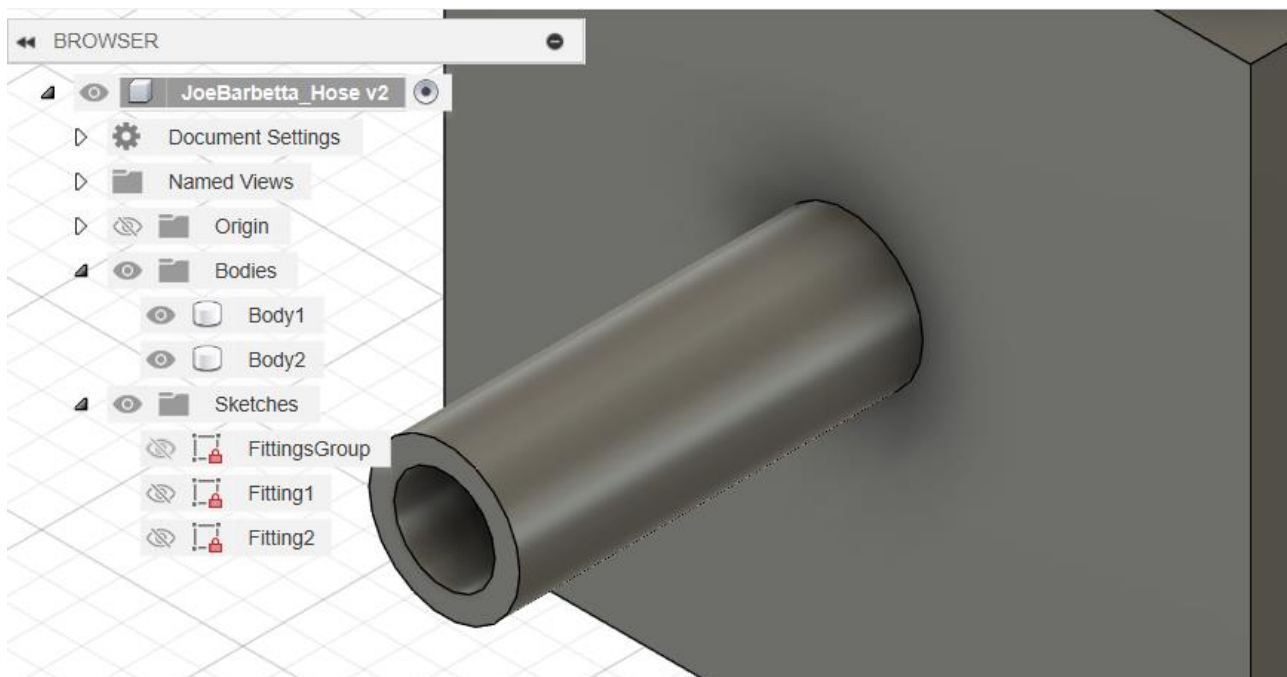 BROWSER
JoeBarbetta_Hose v2
Document Settings
Named Views
Origin
Bodies
Body1
Body2
Sketches
FittingsGroup
Fitting1
Fitting2